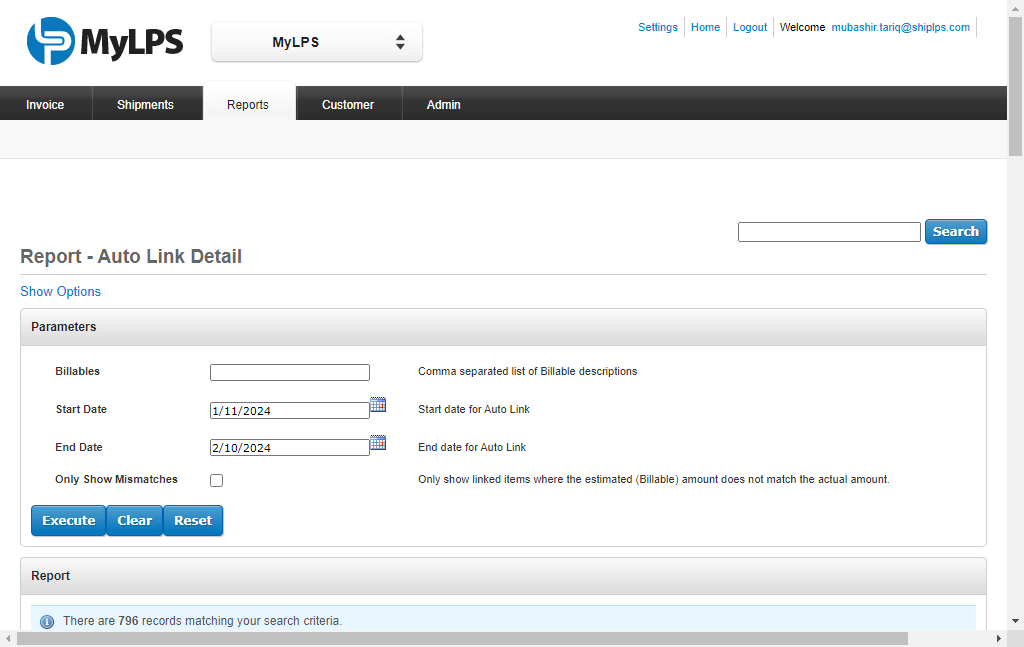 MyLPS
MyLPS
Settings
Home
Logout
Welcome mubashir.tariq@shiplps.com
Invoice
Shipments
Reports
Customer
Admin
Search
Report - Auto Link Detail
Show Options
Parameters
Billables
Comma separated list of Billable descriptions
Start Date
1/11/2024
Start date for Auto Link
End Date
2/10/2024
End date for Auto Link
Only Show Mismatches
Only show linked items where the estimated (Billable) amount does not match the actual amount.
Execute
Clear
Reset
Report
There are 796 records matching your search criteria.